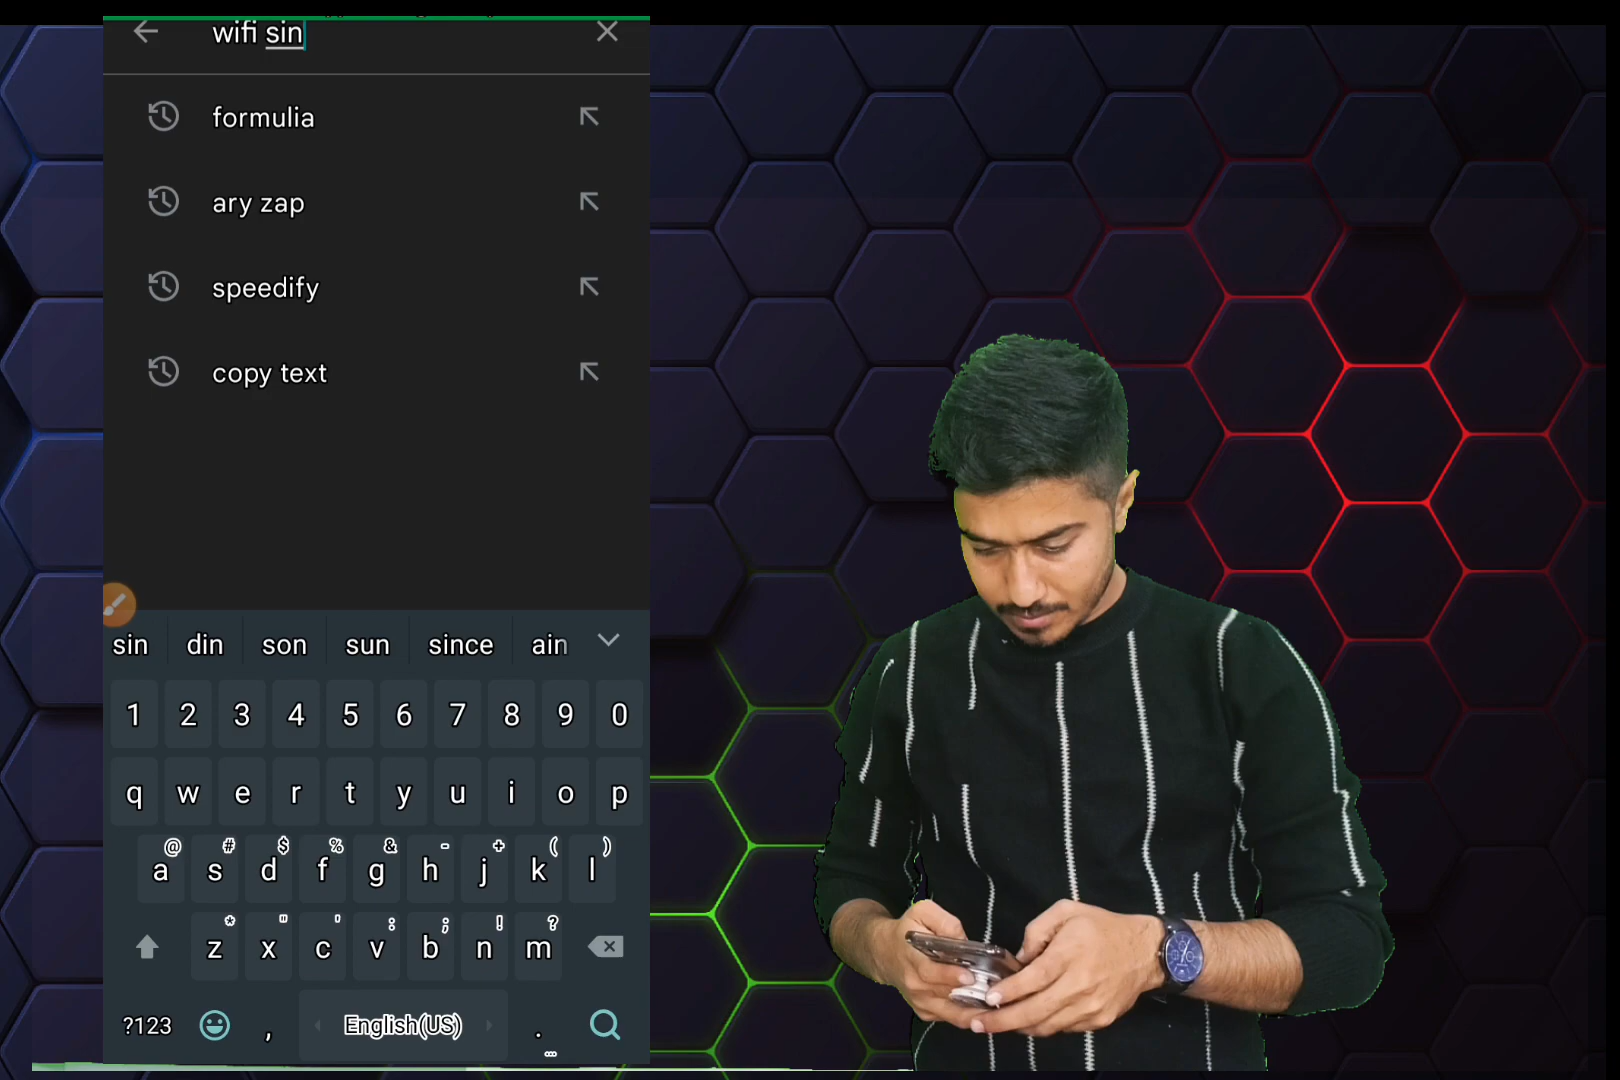 wifi sin
formulia
ary zap
speedify
copy text
sin din son sun since ain
1 2 3 4 5 6 7 8 9 0
q w e r t y u i o p
@ # $ % & - + ( )
a s d f g h j k l
* " ' : ; ! ?
z x c v b n m
?123 , English(US) .